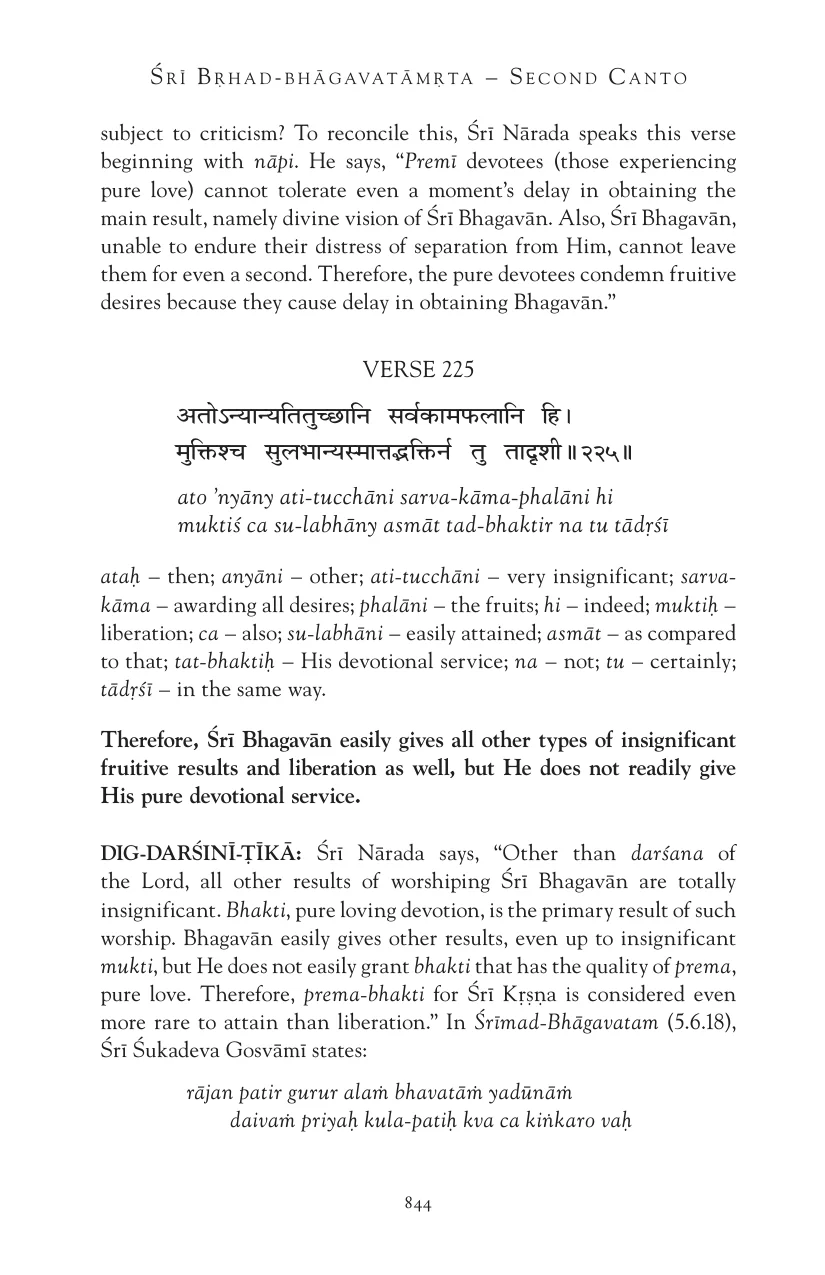 ŚRĪ BṚHAD-BHĀGAVATĀMṚTA – SECOND CANTO
subject to criticism? To reconcile this, Śrī Nārada speaks this verse
beginning with nāpi. He says, “Premī devotees (those experiencing
pure love) cannot tolerate even a moment’s delay in obtaining the
main result, namely divine vision of Śrī Bhagavān. Also, Śrī Bhagavān,
unable to endure their distress of separation from Him, cannot leave
them for even a second. Therefore, the pure devotees condemn fruitive
desires because they cause delay in obtaining Bhagavān.”
VERSE 225
अतोऽन्यान्यतितुच्छानि सर्वकामफलानि हि।
मुक्तिश्च सुलभान्यस्मात्तद्भक्तिर्न तु तादृशी॥२२५॥
ato ’nyāny ati-tucchāni sarva-kāma-phalāni hi
muktiś ca su-labhāny asmāt tad-bhaktir na tu tādṛśī
ataḥ – then; anyāni – other; ati-tucchāni – very insignificant; sarva-
kāma – awarding all desires; phalāni – the fruits; hi – indeed; muktiḥ –
liberation; ca – also; su-labhāni – easily attained; asmāt – as compared
to that; tat-bhaktiḥ – His devotional service; na – not; tu – certainly;
tādṛśī – in the same way.
Therefore, Śrī Bhagavān easily gives all other types of insignificant
fruitive results and liberation as well, but He does not readily give
His pure devotional service.
DIG-DARŚINĪ-ṬĪKĀ: Śrī Nārada says, “Other than darśana of
the Lord, all other results of worshiping Śrī Bhagavān are totally
insignificant. Bhakti, pure loving devotion, is the primary result of such
worship. Bhagavān easily gives other results, even up to insignificant
mukti, but He does not easily grant bhakti that has the quality of prema,
pure love. Therefore, prema-bhakti for Śrī Kṛṣṇa is considered even
more rare to attain than liberation.” In Śrīmad-Bhāgavatam (5.6.18),
Śrī Śukadeva Gosvāmī states:
rājan patir gurur alaṁ bhavatāṁ yadūnāṁ
daivaṁ priyaḥ kula-patiḥ kva ca kiṅkaro vaḥ
844